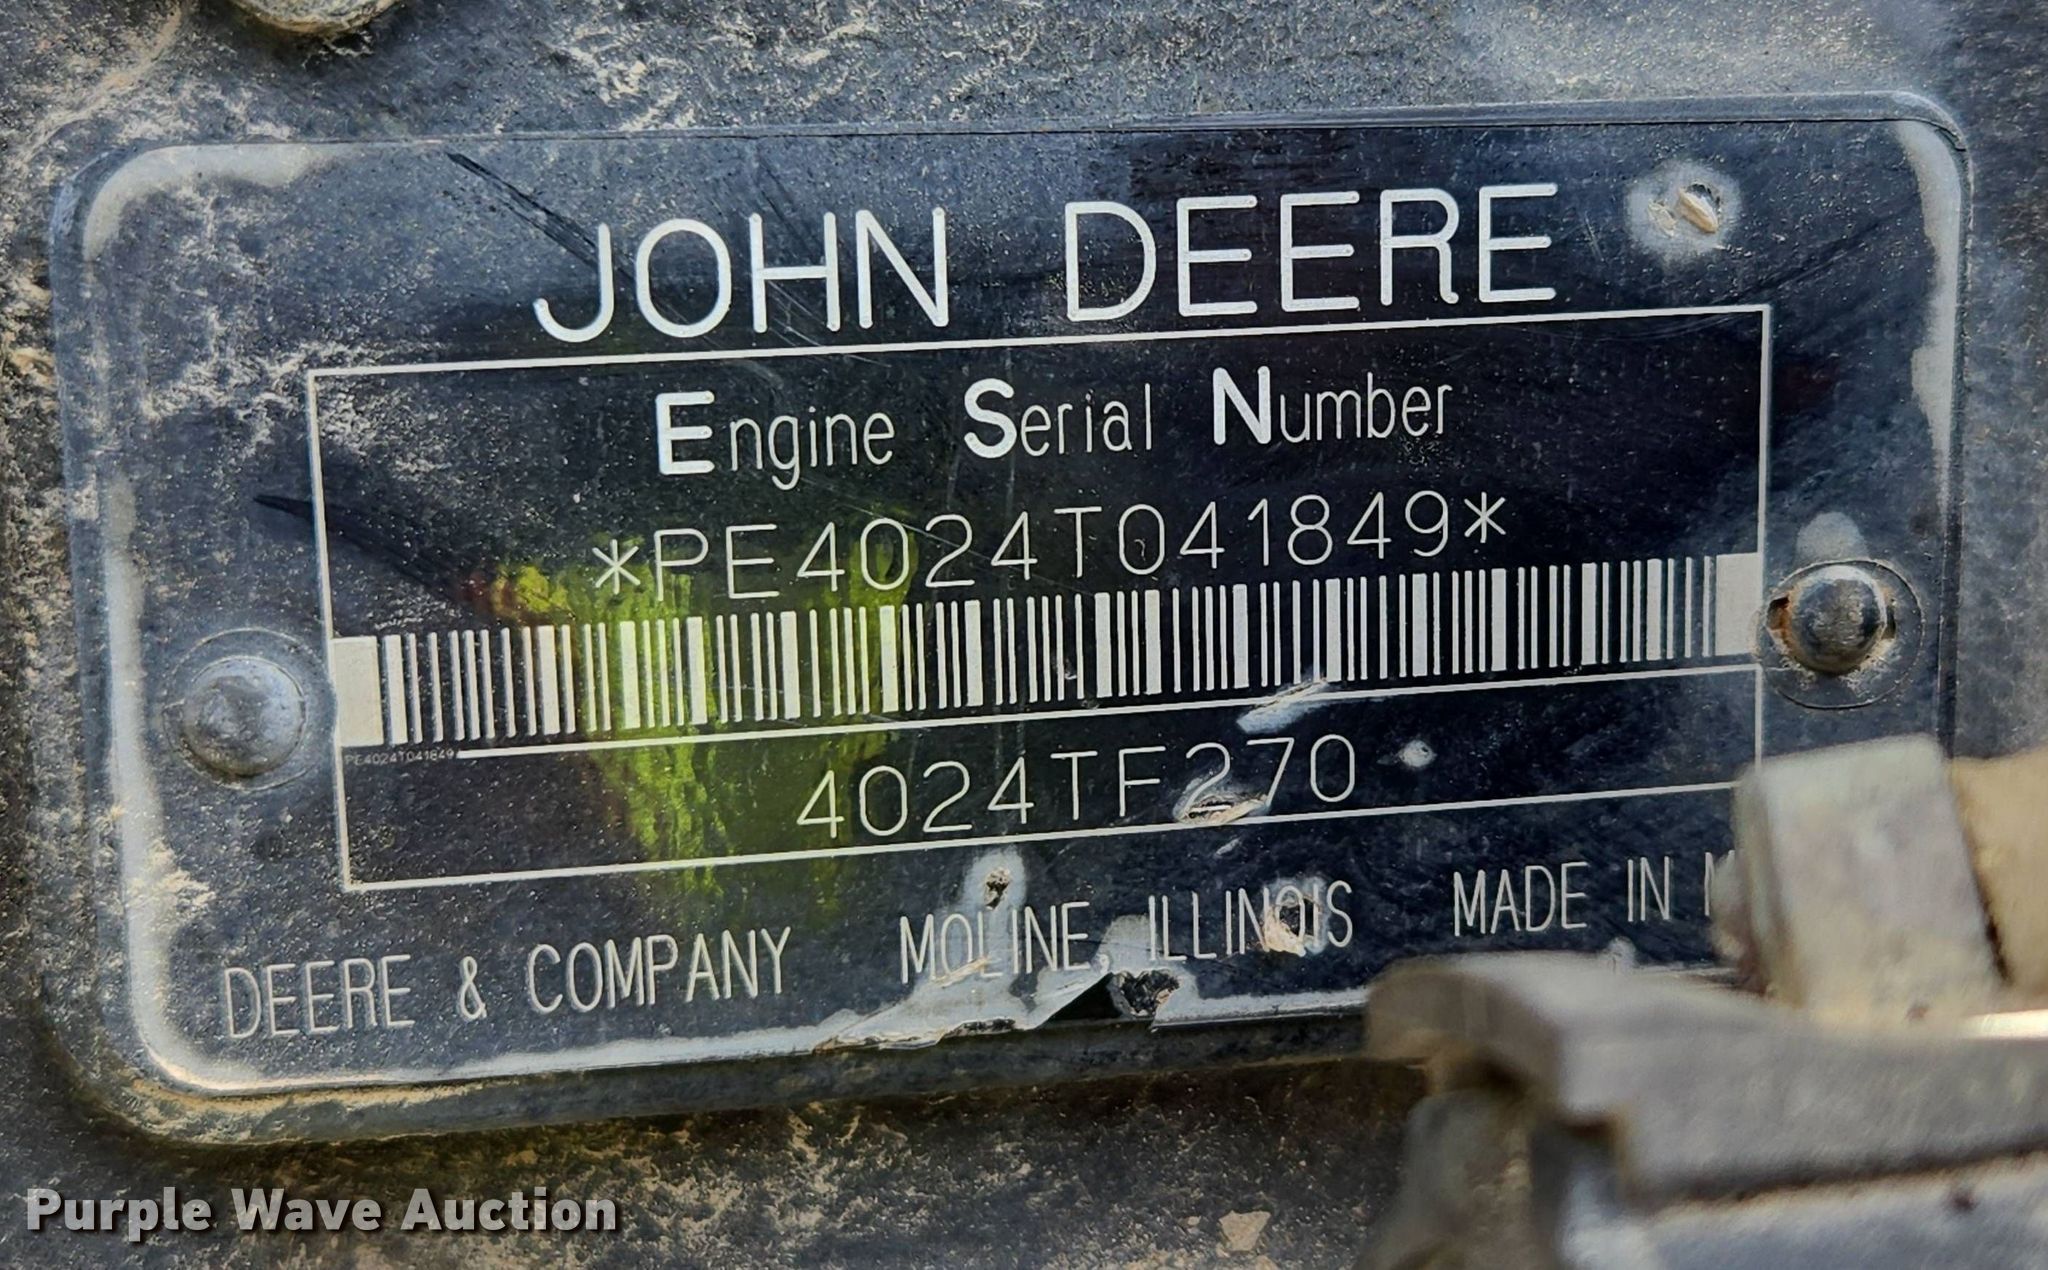 JOHN DEERE
Engine Serial Number
*PE4024T041849*
PE4024T041849
4024TF270
DEERE & COMPANY MOLINE, ILLINOIS MADE IN
Purple Wave Auction